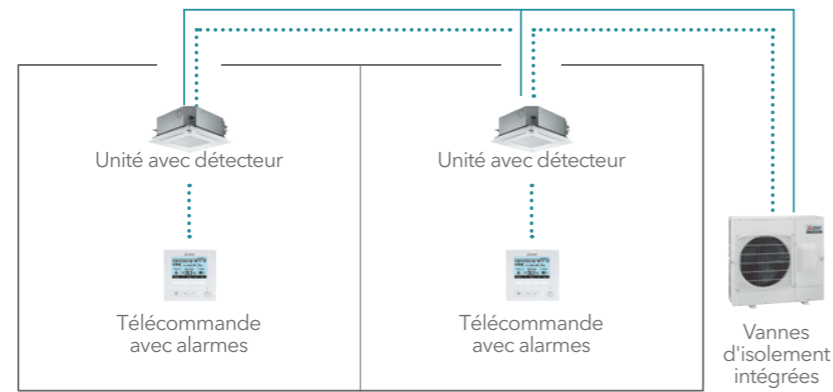 Unité avec détecteur
Unité avec détecteur
Télécommande
avec alarmes
Télécommande
avec alarmes
Vannes
d'isolement
intégrées